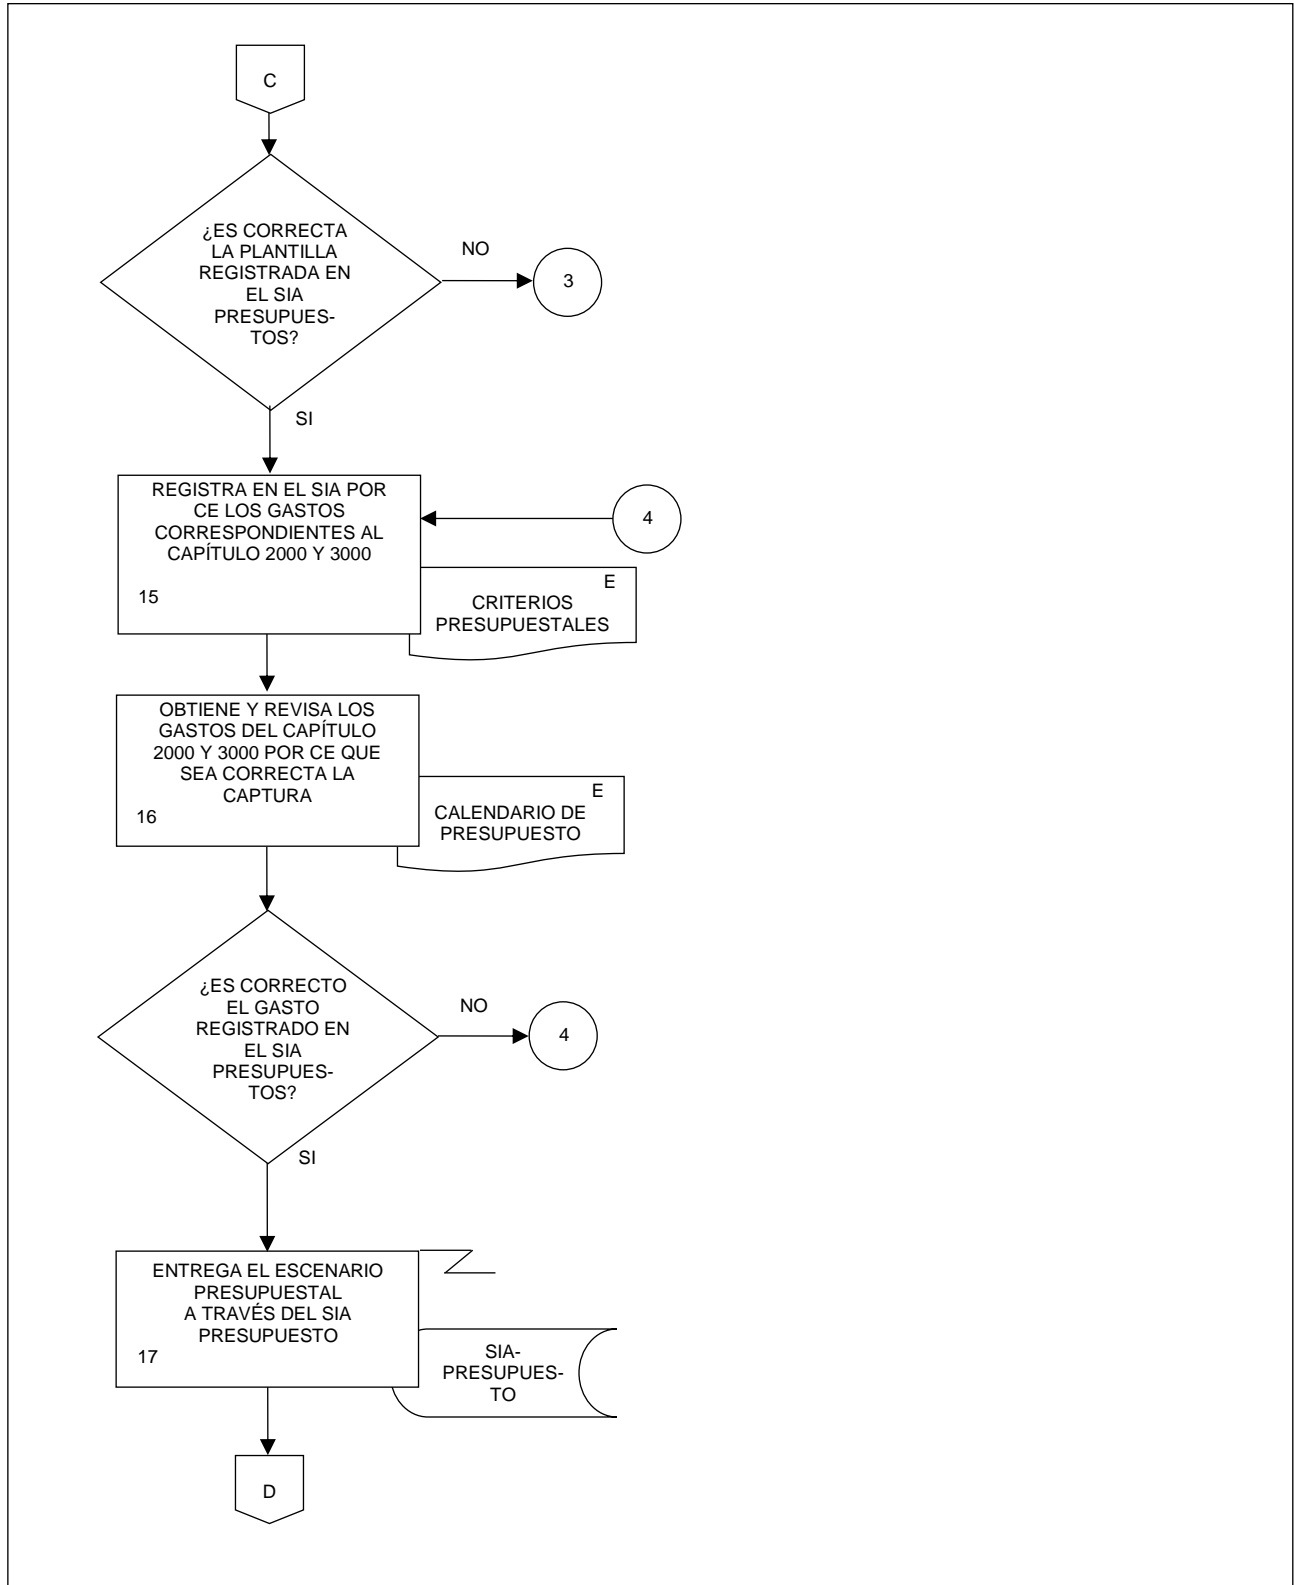 C
¿ES CORRECTA
LA PLANTILLA
REGISTRADA EN
EL SIA
PRESUPUES-
TOS?
NO
3
SI
REGISTRA EN EL SIA POR
CE LOS GASTOS
CORRESPONDIENTES AL
CAPÍTULO 2000 Y 3000
15
4
E
CRITERIOS
PRESUPUESTALES
OBTIENE Y REVISA LOS
GASTOS DEL CAPÍTULO
2000 Y 3000 POR CE QUE
SEA CORRECTA LA
CAPTURA
16
E
CALENDARIO DE
PRESUPUESTO
¿ES CORRECTO
EL GASTO
REGISTRADO EN
EL SIA
PRESUPUES-
TOS?
NO
4
SI
ENTREGA EL ESCENARIO
PRESUPUESTAL
A TRAVÉS DEL SIA
PRESUPUESTO
17
SIA-
PRESUPUES-
TO
D